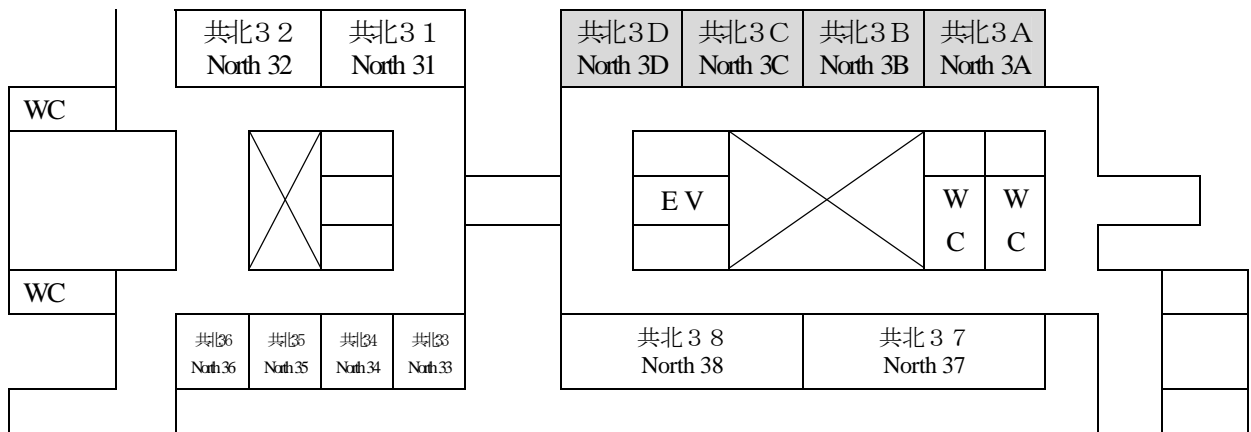 共北３２
North 32
共北３１
North 31
共北３Ｄ
North 3D
共北３Ｃ
North 3C
共北３Ｂ
North 3B
共北３Ａ
North 3A
WC
ＥＶ
W
C
W
C
WC
共北36
North 36
共北35
North 35
共北34
North 34
共北33
North 33
共北３８
North 38
共北３７
North 37